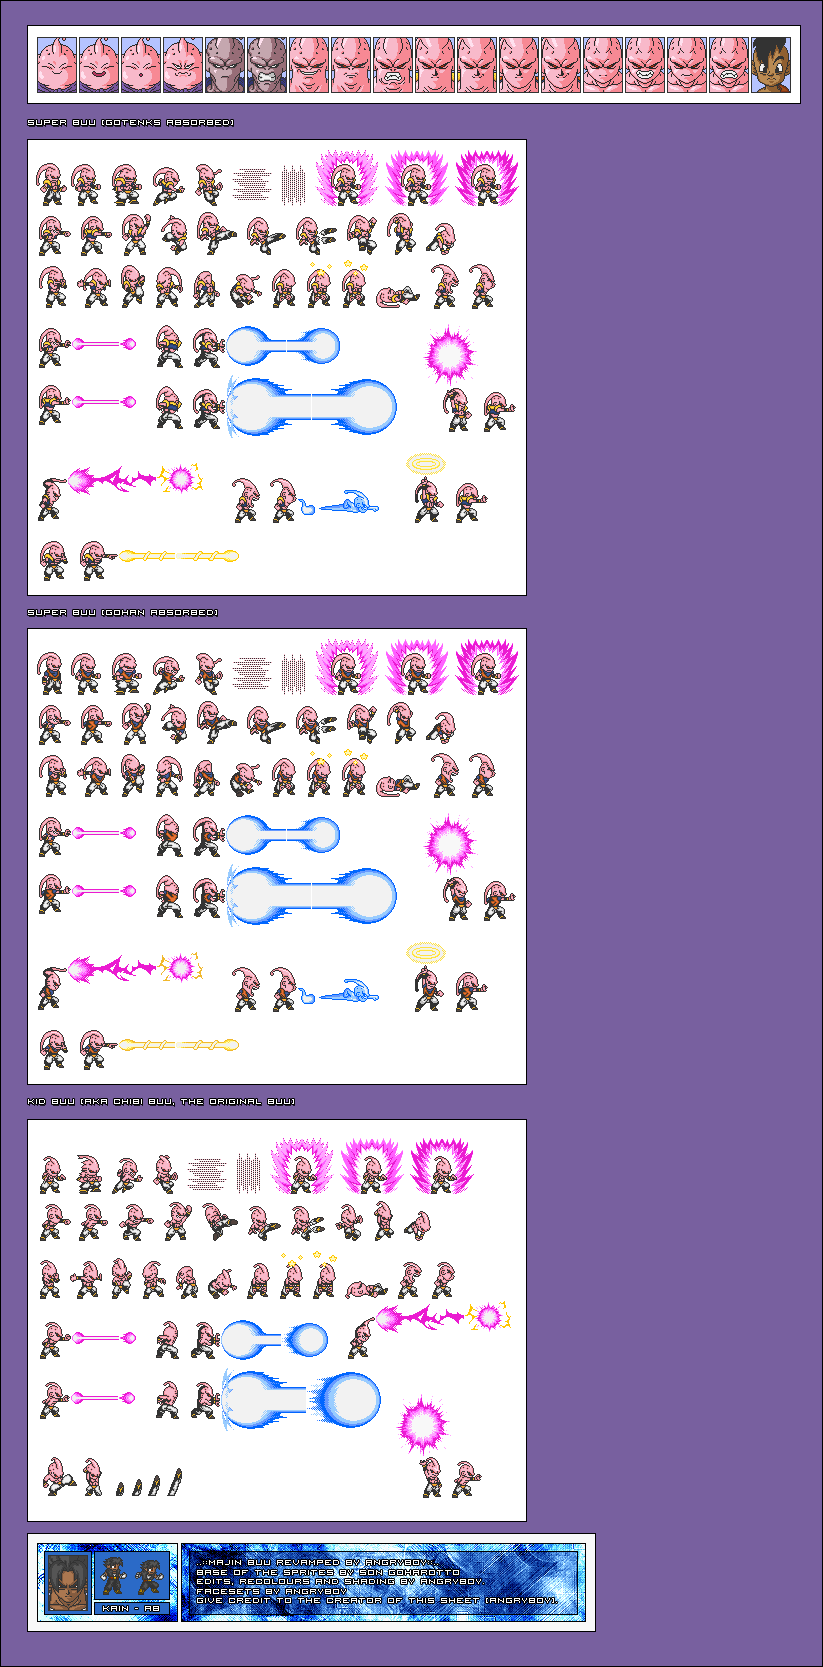 SUPER BUU [GOTENKS ABSORBED]
SUPER BUU [GOHAN ABSORBED]
KID BUU [AKA CHIBI BUU, THE ORIGINAL BUU]
KAIN - AB
..::MAJIN BUU REVAMPED BY ANGRYBOY::..
BASE OF THE SPRITES BY SON GOHAROTTO
EDITS, RECOLOURS AND SHADING BY ANGRYBOY.
FACESETS BY ANGRYBOY
GIVE CREDIT TO THE CREATOR OF THIS SHEET [ANGRYBOY].